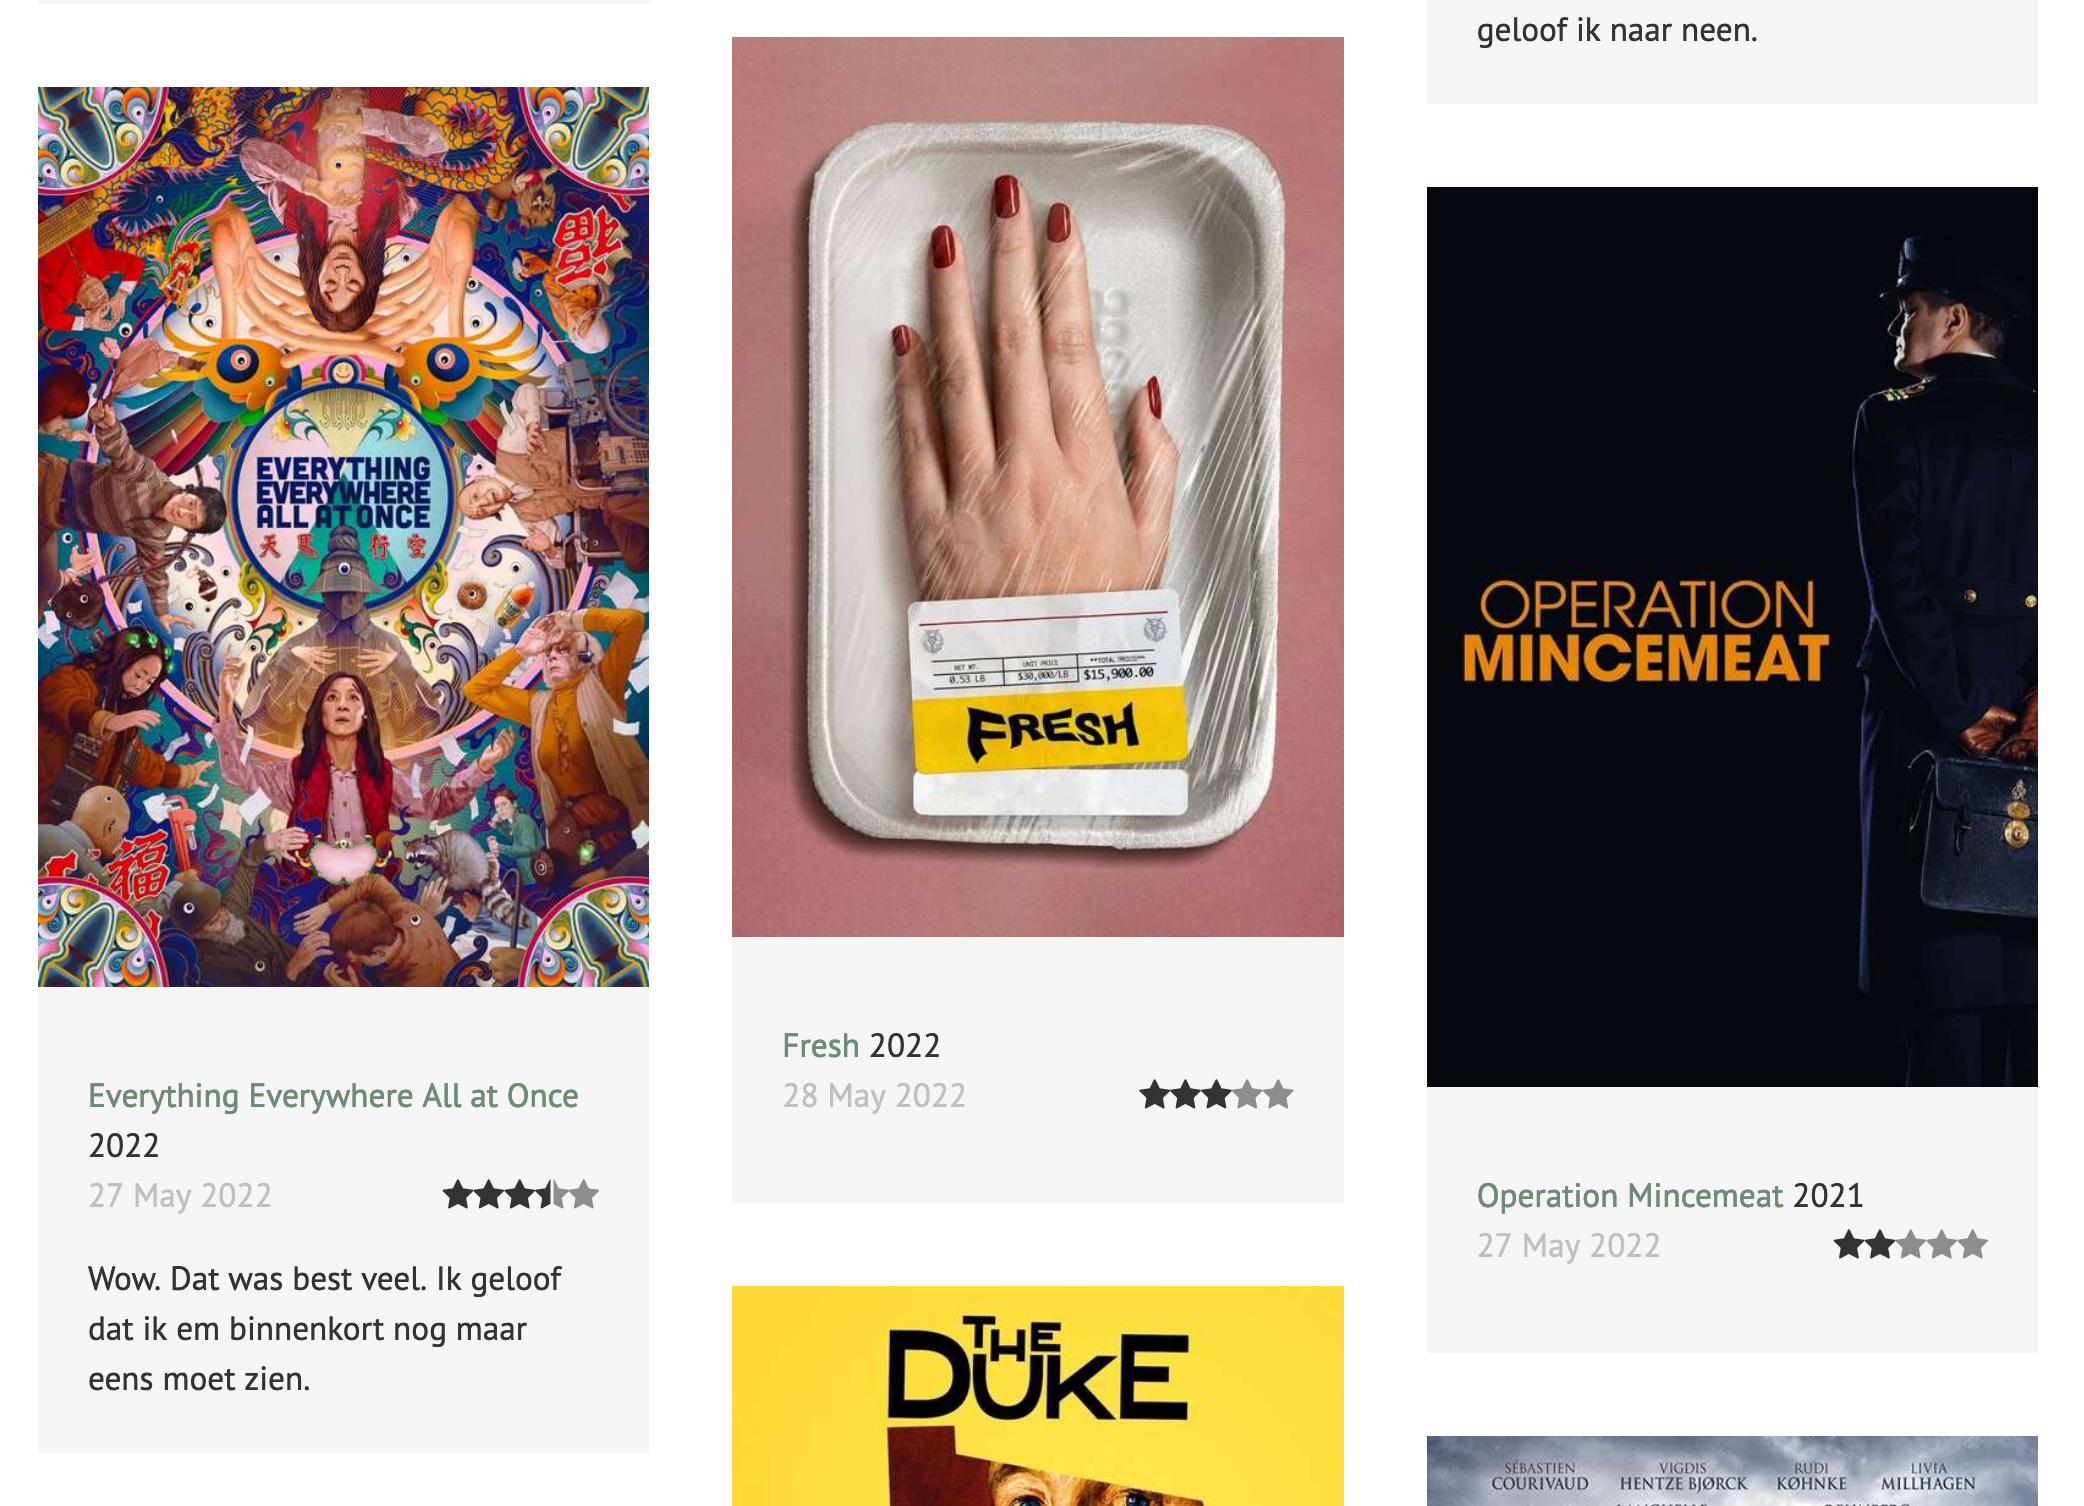 EVERYTHING
EVERYWHERE
ALL AT ONCE
天 馬 行 空
福
福
Everything Everywhere All at Once
2022
27 May 2022
Wow. Dat was best veel. Ik geloof
dat ik em binnenkort nog maar
eens moet zien.
NET WT.
0.53 LB
UNIT PRICE
$30,000/LB
**TOTAL PRICE**
$15,900.00
FRESH
Fresh 2022
28 May 2022
THE
DUKE
geloof ik naar neen.
OPERATION
MINCEMEAT
Operation Mincemeat 2021
27 May 2022
SÉBASTIEN
COURIVAUD
VIGDIS
HENTZE BJØRCK
RUDI
KØHNKE
LIVIA
MILLHAGEN